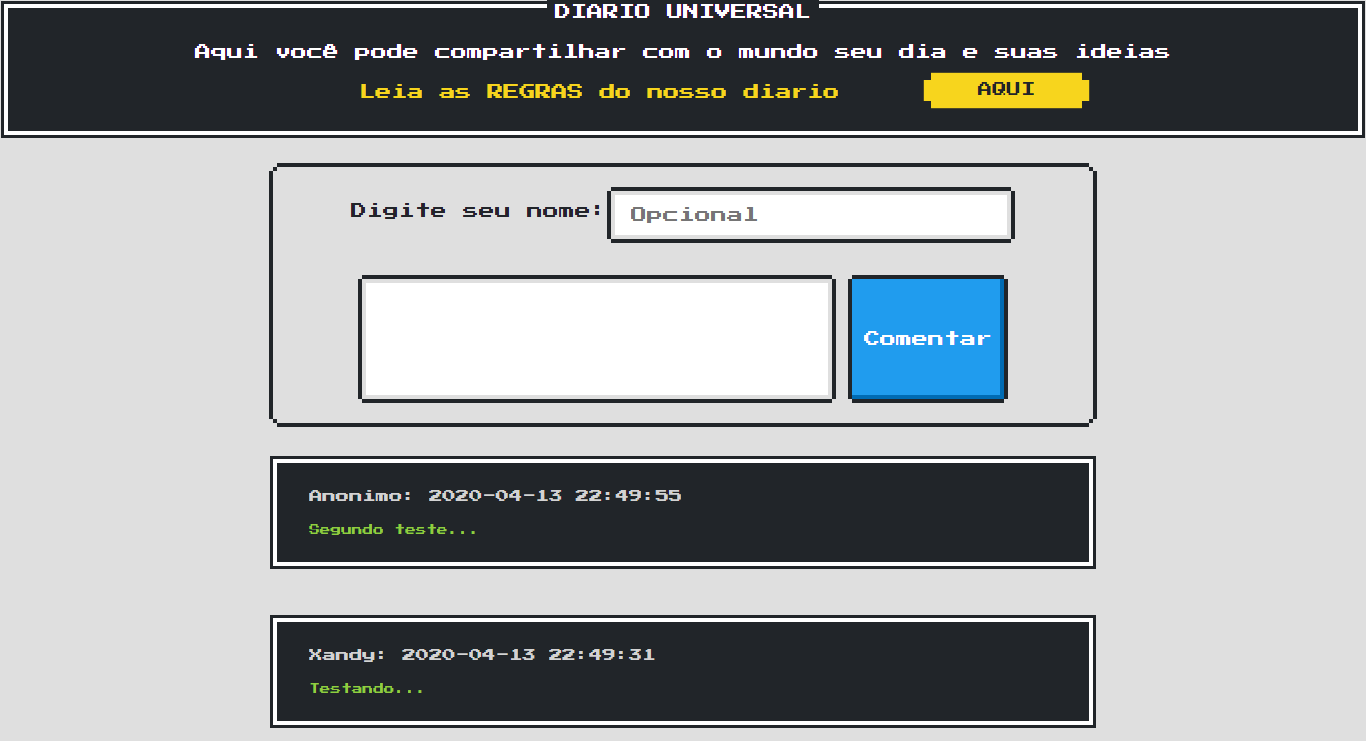 DIARIO UNIVERSAL
Aqui você pode compartilhar com o mundo seu dia e suas ideias
Leia as REGRAS do nosso diario AQUI
Digite seu nome: Opcional
Comentar
Anonimo: 2020-04-13 22:49:55
Segundo teste...
Xandy: 2020-04-13 22:49:31
Testando...